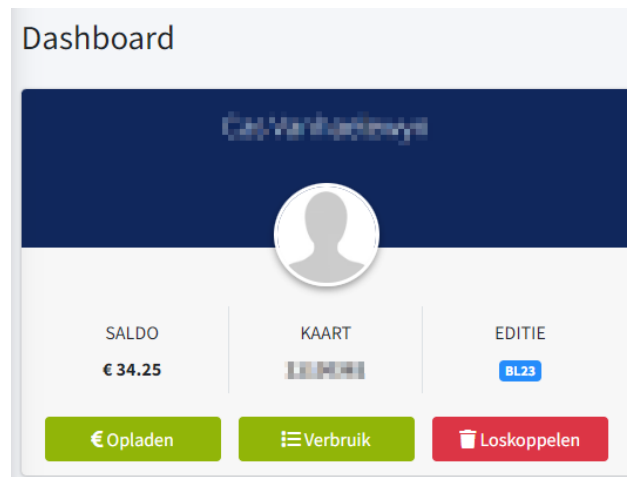 Dashboard
SALDO KAART EDITIE
€ 34.25 BL23
€ Opladen Verbruik Loskoppelen